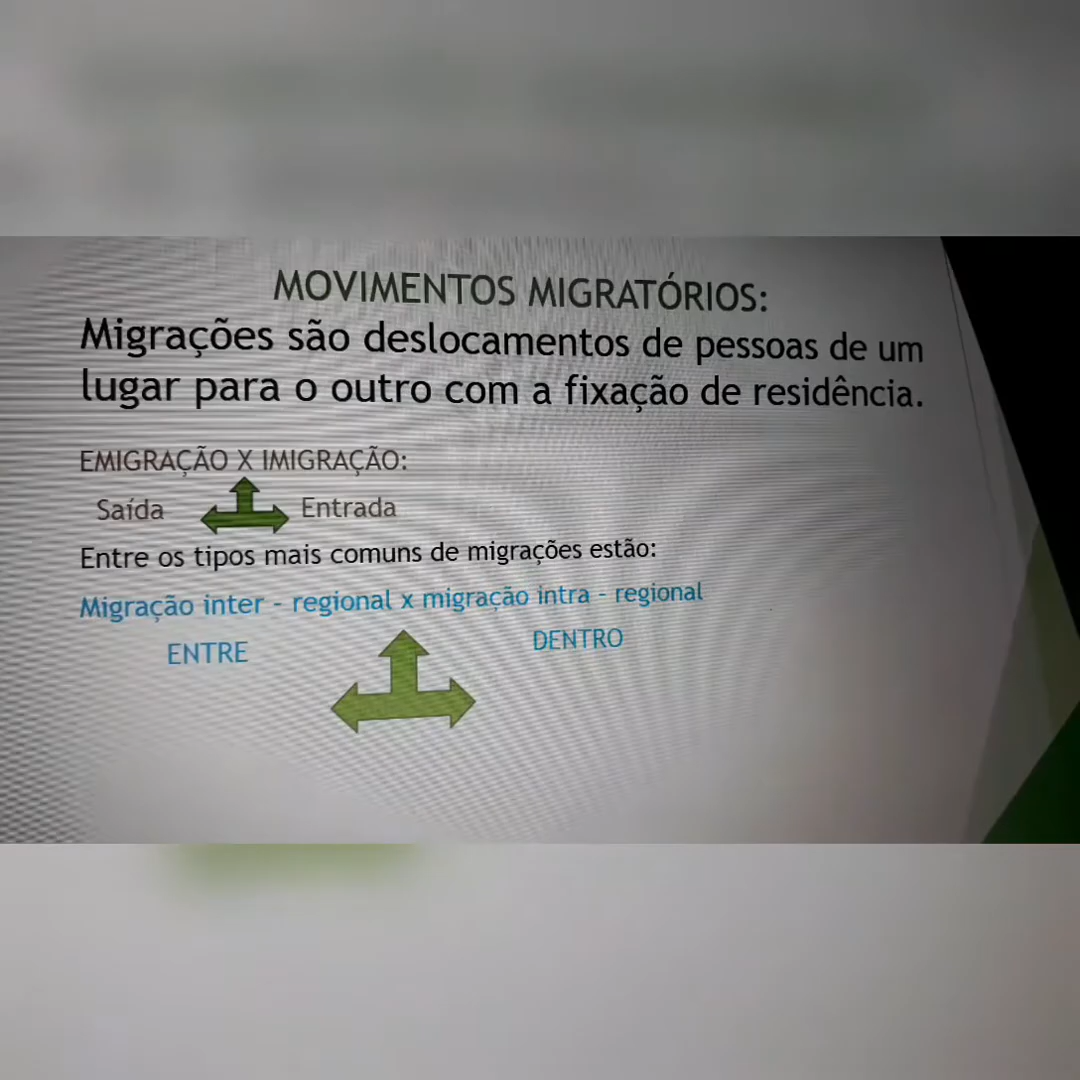 MOVIMENTOS MIGRATÓRIOS:
Migrações são deslocamentos de pessoas de um
lugar para o outro com a fixação de residência.
EMIGRAÇÃO X IMIGRAÇÃO:
Saída Entrada
Entre os tipos mais comuns de migrações estão:
Migração inter - regional x migração intra - regional
ENTRE DENTRO